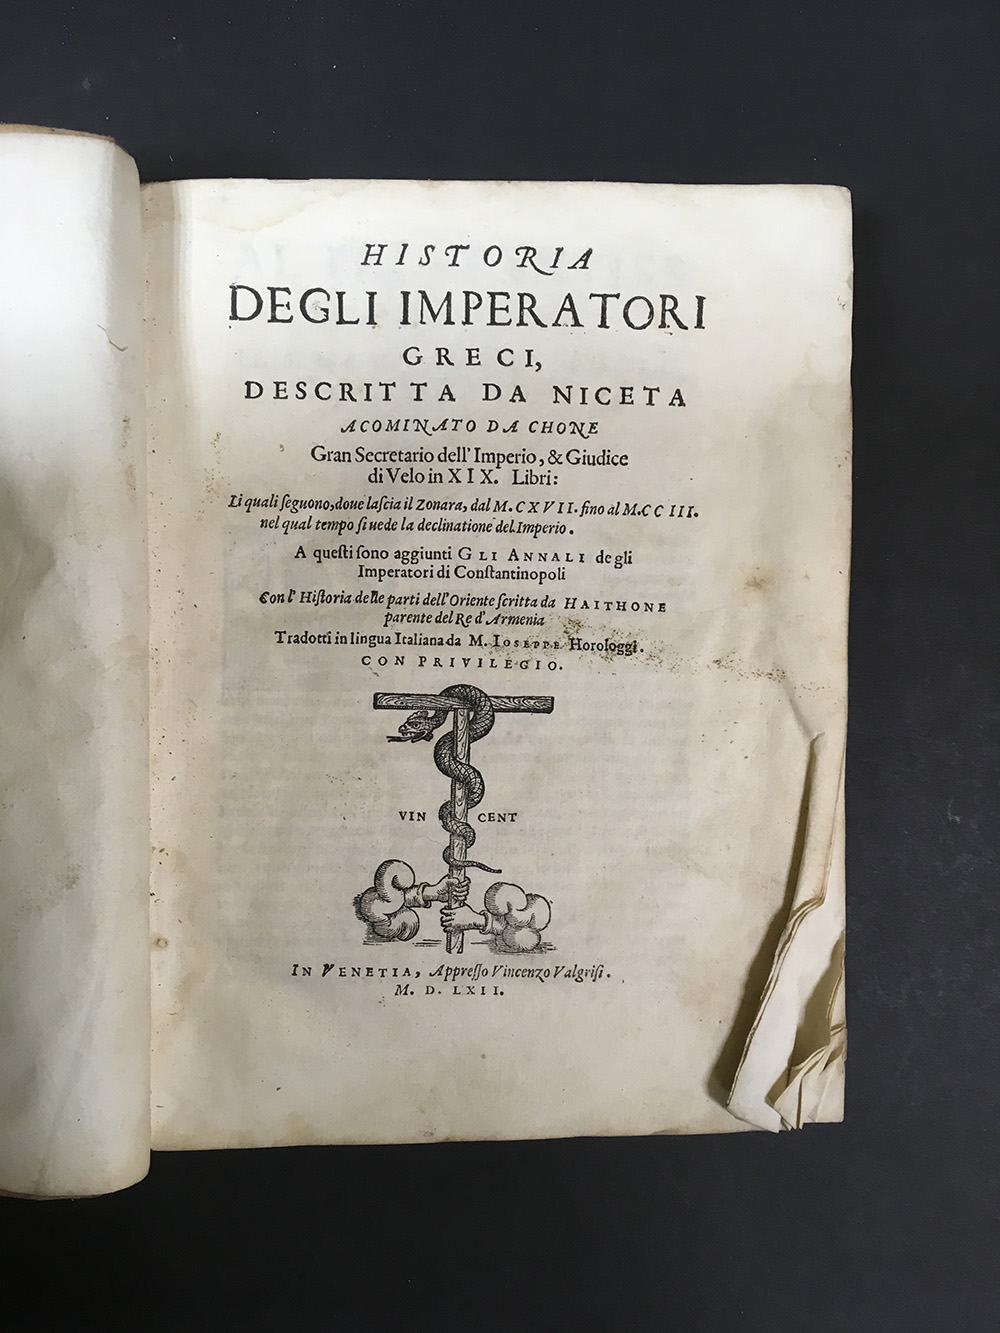 HISTORIA
DEGLI IMPERATORI
GRECI,
DESCRITTA DA NICETA
ACOMINATO DA CHONE
Gran Secretario dell'Imperio, & Giudice
di Velo in XIX. Libri:
Li quali ſeguono, doue laſcia il Zonara, dal M.CXVII. fino al M.CCIII.
nel qual tempo ſi uede la declinatione del Imperio.
A queſti ſono aggiunti GLI ANNALI degli
Imperatori di Conſtantinopoli
Con l'Hiſtoria delle parti dell'Oriente ſcritta da HAITHONE
parente del Re d'Armenia
Tradotti in lingua Italiana da M. IOSEPPE Horologgi.
CON PRIVILEGIO.
VIN CENT
IN VENETIA, Appreſſo Vincenzo Valgriſi.
M. D. LXII.